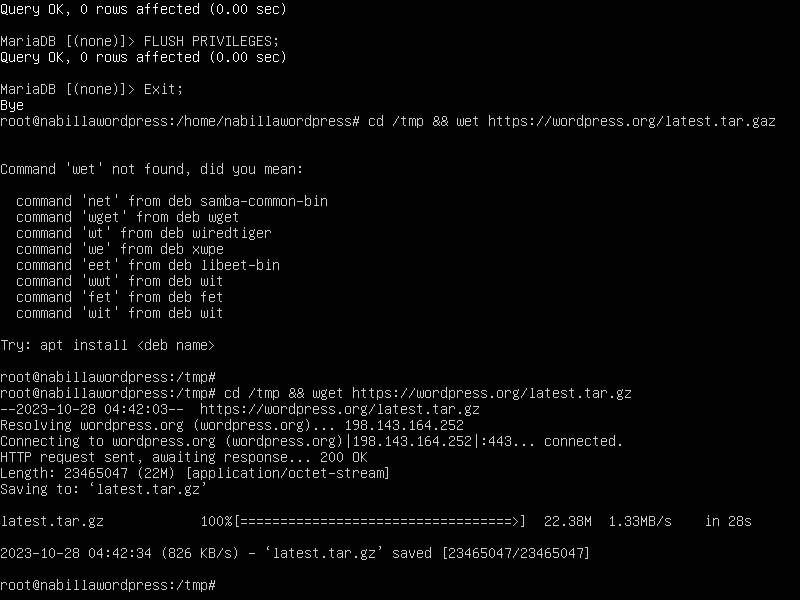 Query OK, 0 rows affected (0.00 sec)
MariaDB [(none)]> FLUSH PRIVILEGES;
Query OK, 0 rows affected (0.00 sec)
MariaDB [(none)]> Exit;
Bye
root@nabillawordpress:/home/nabillawordpress# cd /tmp && wet https://wordpress.org/latest.tar.gaz
Command 'wet' not found, did you mean:
  command 'net' from deb samba-common-bin
  command 'wget' from deb wget
  command 'wt' from deb wiredtiger
  command 'we' from deb xwpe
  command 'eet' from deb libeet-bin
  command 'wwt' from deb wit
  command 'fet' from deb fet
  command 'wit' from deb wit
Try: apt install <deb name>
root@nabillawordpress:/tmp#
root@nabillawordpress:/tmp# cd /tmp && wget https://wordpress.org/latest.tar.gz
--2023-10-28 04:42:03--  https://wordpress.org/latest.tar.gz
Resolving wordpress.org (wordpress.org)... 198.143.164.252
Connecting to wordpress.org (wordpress.org)|198.143.164.252|:443... connected.
HTTP request sent, awaiting response... 200 OK
Length: 23465047 (22M) [application/octet-stream]
Saving to: ‘latest.tar.gz’
latest.tar.gz            100%[==================================>]  22.38M  1.33MB/s    in 28s
2023-10-28 04:42:34 (826 KB/s) - ‘latest.tar.gz’ saved [23465047/23465047]
root@nabillawordpress:/tmp#